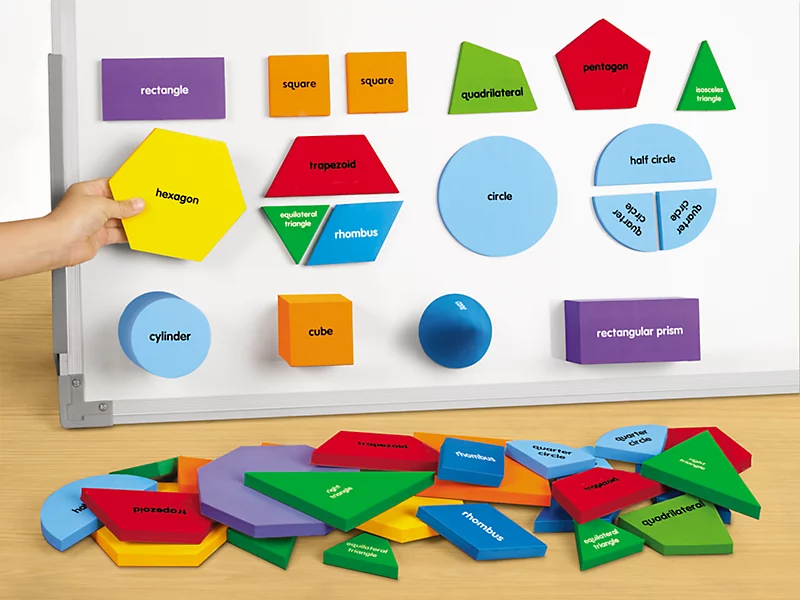 rectangle
square
square
quadrilateral
pentagon
isosceles
triangle
hexagon
trapezoid
equilateral
triangle
rhombus
circle
half circle
quarter
circle
quarter
circle
cylinder
cube
rectangular prism
trapezoid
rhombus
quarter
circle
quarter
circle
right
triangle
trapezoid
right
triangle
trapezoid
rhombus
quadrilateral
equilateral
triangle
equilateral
triangle